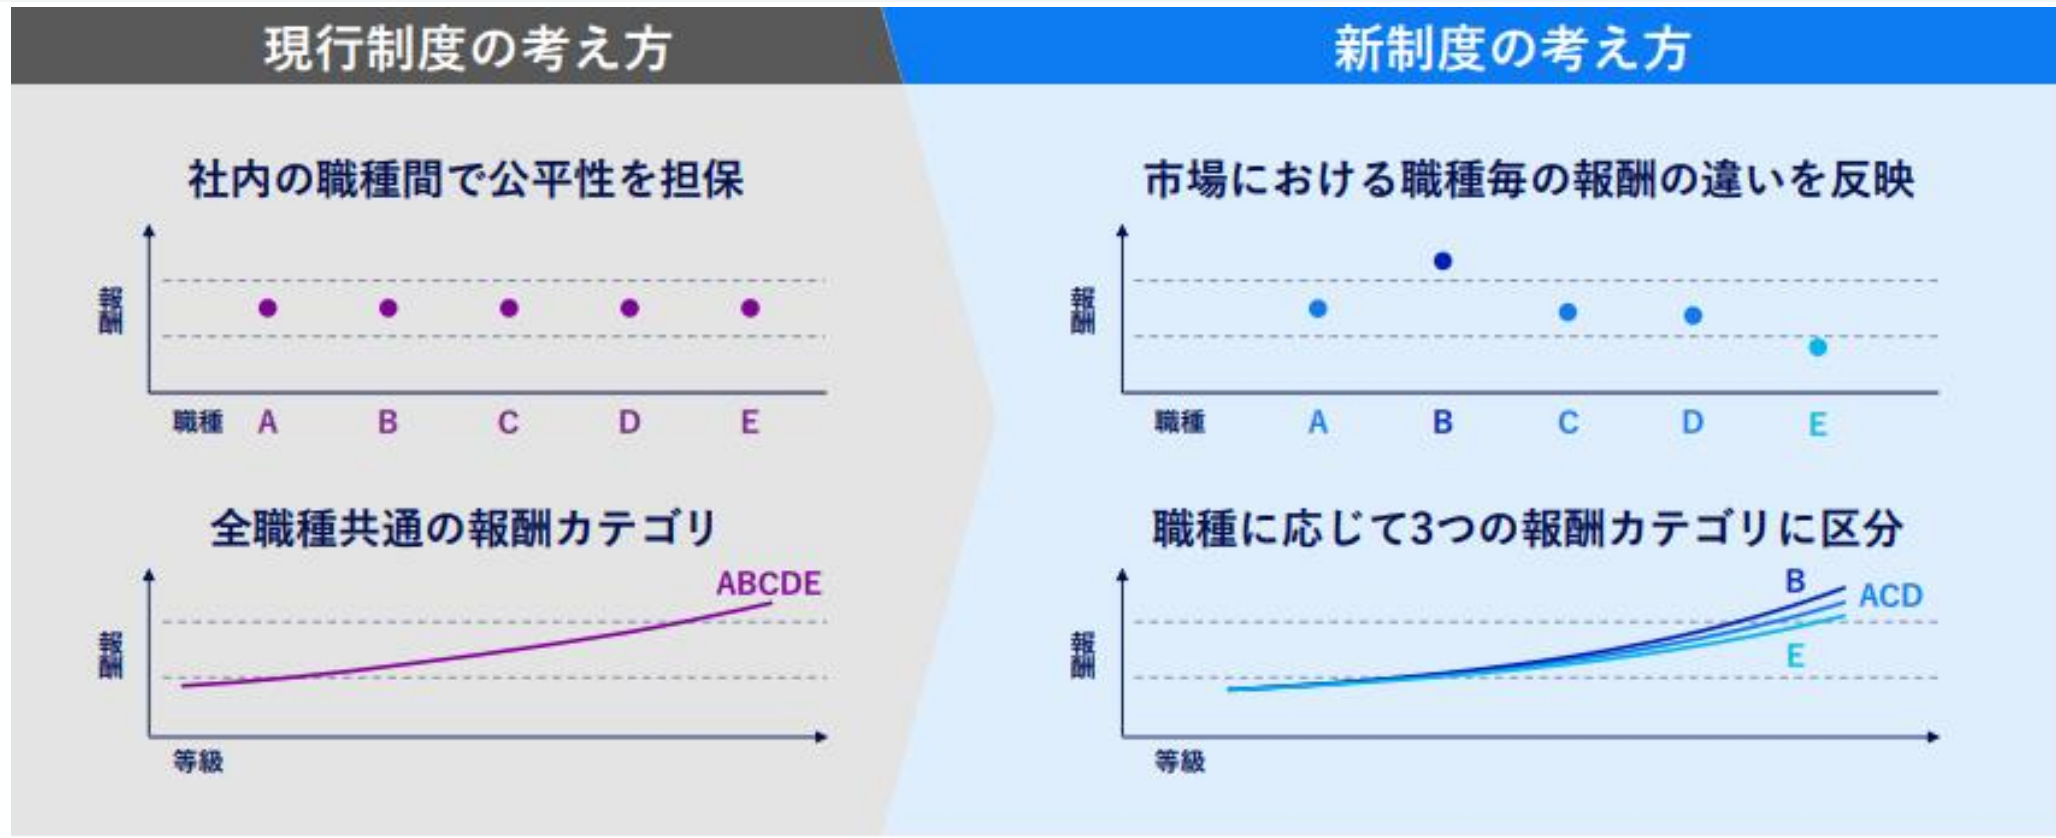 現行制度の考え方
社内の職種間で公平性を担保
報酬
職種 A B C D E
全職種共通の報酬カテゴリ
ABCDE
報酬
等級
新制度の考え方
市場における職種毎の報酬の違いを反映
報酬
職種 A B C D E
職種に応じて3つの報酬カテゴリに区分
B
ACD
E
報酬
等級